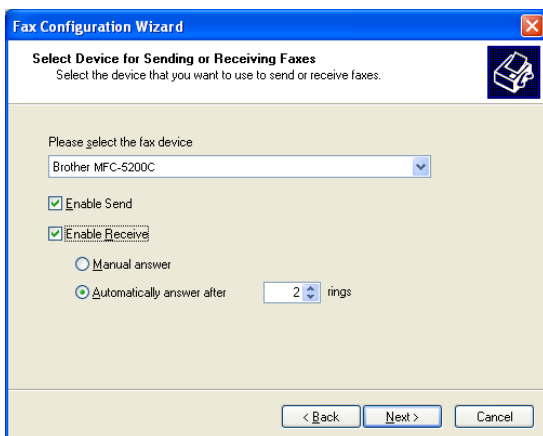 Fax Configuration Wizard
Select Device for Sending or Receiving Faxes
Select the device that you want to use to send or receive faxes.
Please select the fax device
Brother MFC-5200C
Enable Send
Enable Receive
Manual answer
Automatically answer after 2 rings
< Back Next > Cancel